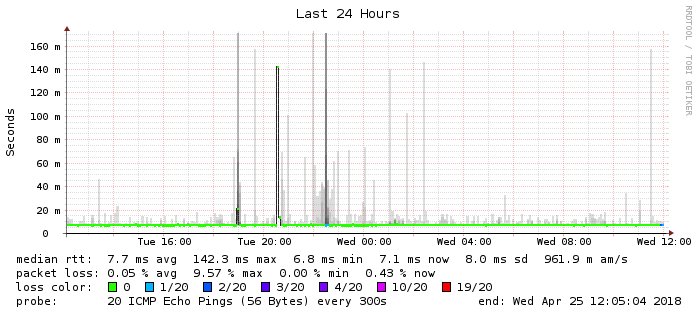 Last 24 Hours
RRDTOOL / TOBI OETIKER
Seconds
160 m
140 m
120 m
100 m
80 m
60 m
40 m
20 m
0
Tue 16:00 Tue 20:00 Wed 00:00 Wed 04:00 Wed 08:00 Wed 12:00
median rtt: 7.7 ms avg 142.3 ms max 6.8 ms min 7.1 ms now 8.0 ms sd 961.9 m am/s
packet loss: 0.05 % avg 9.57 % max 0.00 % min 0.43 % now
loss color: 0 1/20 2/20 3/20 4/20 10/20 19/20
probe: 20 ICMP Echo Pings (56 Bytes) every 300s end: Wed Apr 25 12:05:04 2018